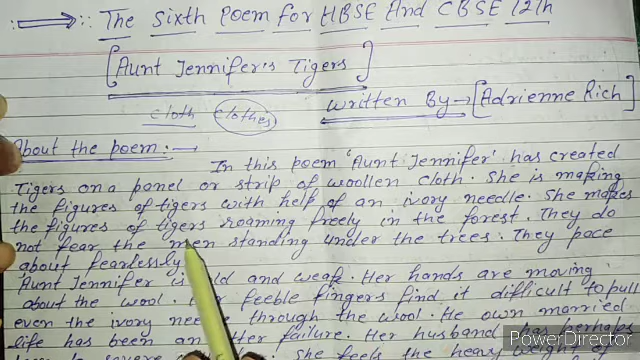 The Sixth Poem for HBSE And CBSE 12th
[Aunt Jennifer's Tigers]
Cloth Clothes
written By → [Adrienne Rich]
About the poem :- →
In this poem 'Aunt Jennifer' has created
Tigers on a panel or strip of woollen cloth. She is making
the figures of tigers with help of an ivory needle. She makes
the figures of tigers roaming freely in the forest. They do
not fear the men standing under the trees. They pace
about fearlessly.
Aunt Jennifer is old and weak. Her hands are moving
about the wool. Her feeble fingers find it difficult to pull
even the ivory needle through the wool. He own married
life has been an utter failure. Her husband has perhaps
She feels the heavy weight of
PowerDirector